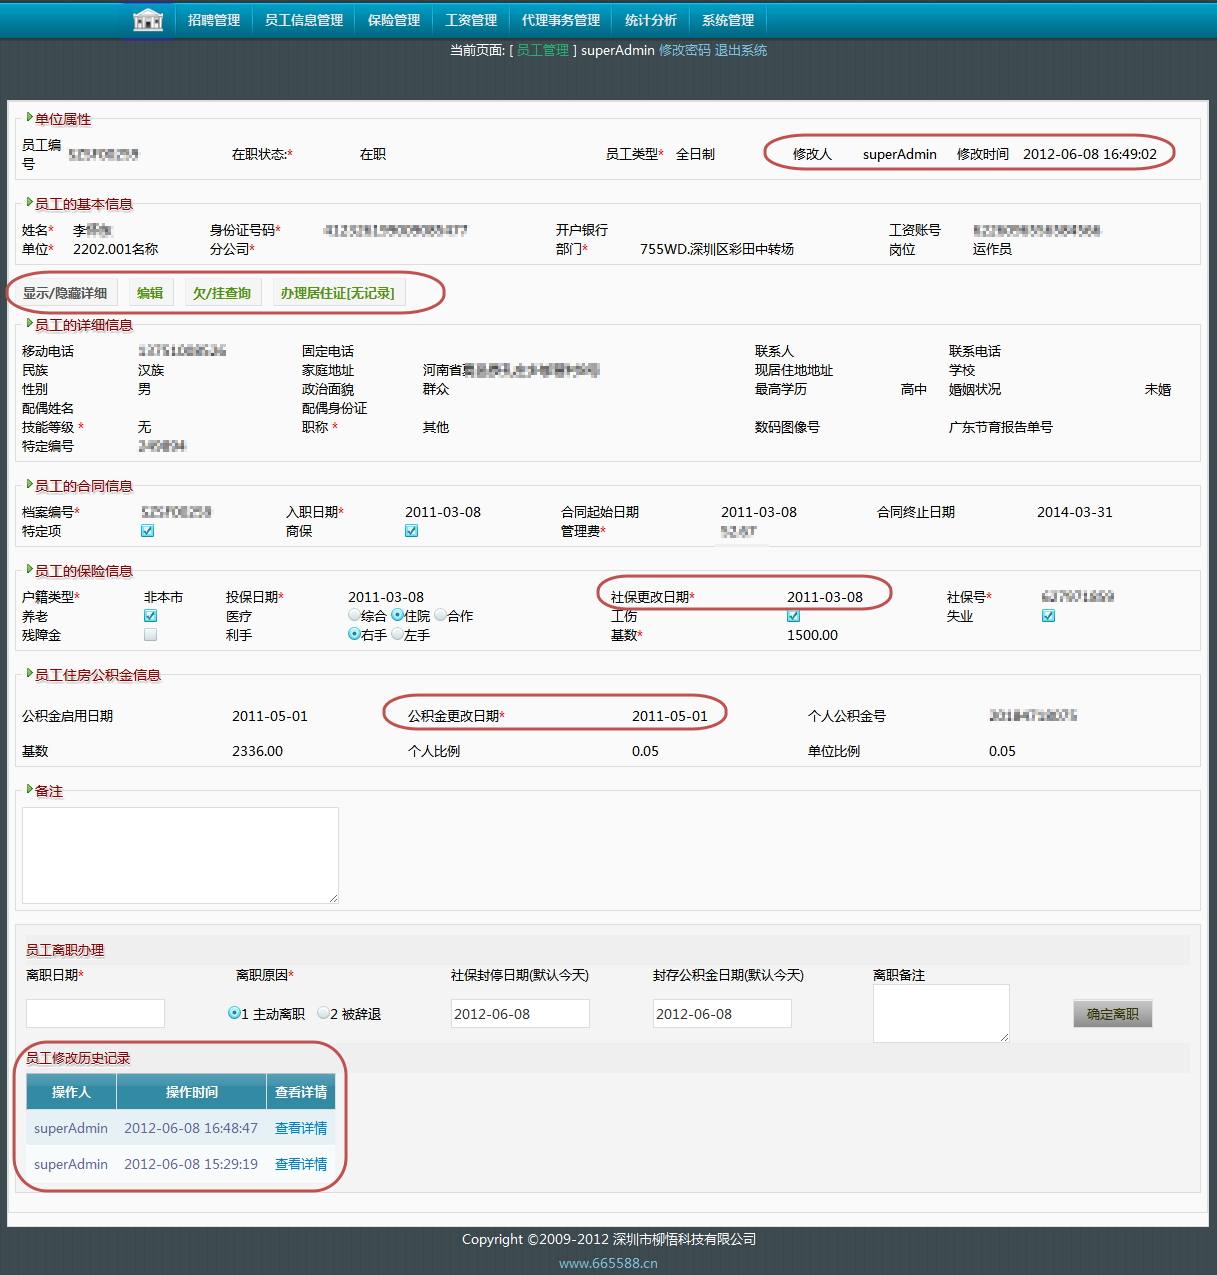 招聘管理 员工信息管理 保险管理 工资管理 代理事务管理 统计分析 系统管理
当前页面: [ 员工管理 ] superAdmin 修改密码 退出系统
单位属性
员工编号 在职状态:* 在职 员工类型* 全日制 修改人 superAdmin 修改时间 2012-06-08 16:49:02
员工的基本信息
姓名* 李 身份证号码* 开户银行 工资账号
单位* 2202.001名称 分公司* 部门* 755WD.深圳区彩田中转场 岗位 运作员
显示/隐藏详细 编辑 欠/挂查询 办理居住证[无记录]
员工的详细信息
移动电话 固定电话 联系人 联系电话
民族 汉族 家庭地址 河南省 现居住地地址 学校
性别 男 政治面貌 群众 最高学历 高中 婚姻状况 未婚
配偶姓名 配偶身份证
技能等级 * 无 职称 * 其他 数码图像号 广东节育报告单号
特定编号
员工的合同信息
档案编号* 入职日期* 2011-03-08 合同起始日期 2011-03-08 合同终止日期 2014-03-31
特定项 商保 管理费*
员工的保险信息
户籍类型* 非本市 投保日期* 2011-03-08 社保更改日期* 2011-03-08 社保号*
养老 医疗 综合 住院 合作 工伤 失业
残障金 利手 右手 左手 基数* 1500.00
员工住房公积金信息
公积金启用日期 2011-05-01 公积金更改日期* 2011-05-01 个人公积金号
基数 2336.00 个人比例 0.05 单位比例 0.05
备注
员工离职办理
离职日期* 离职原因* 社保封停日期(默认今天) 封存公积金日期(默认今天) 离职备注
1 主动离职 2 被辞退 2012-06-08 2012-06-08 确定离职
员工修改历史记录
操作人 操作时间 查看详情
superAdmin 2012-06-08 16:48:47 查看详情
superAdmin 2012-06-08 15:29:19 查看详情
Copyright ©2009-2012 深圳市柳悟科技有限公司
www.665588.cn